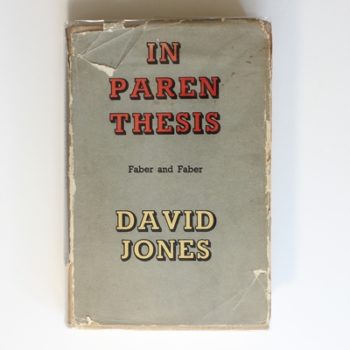 IN
PAREN
THESIS
Faber and Faber
DAVID
JONES